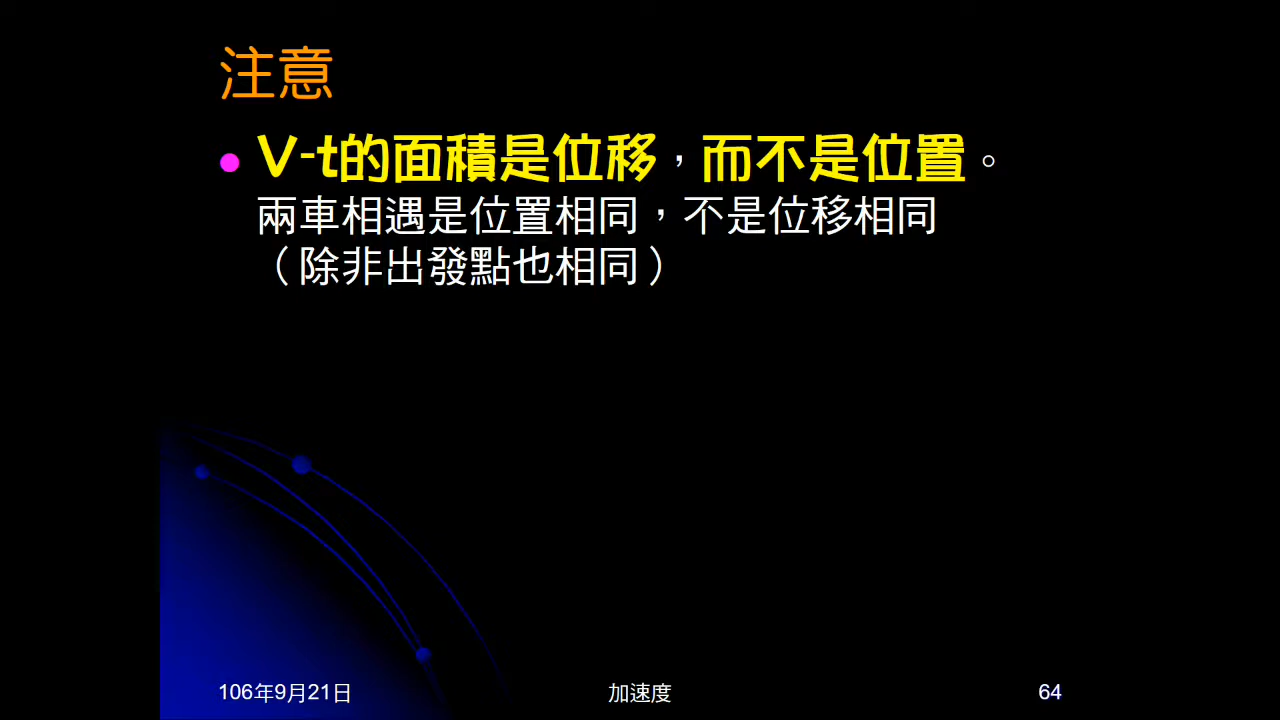 注意
V-t的面積是位移，而不是位置。
兩車相遇是位置相同，不是位移相同
（除非出發點也相同）
106年9月21日
加速度
64